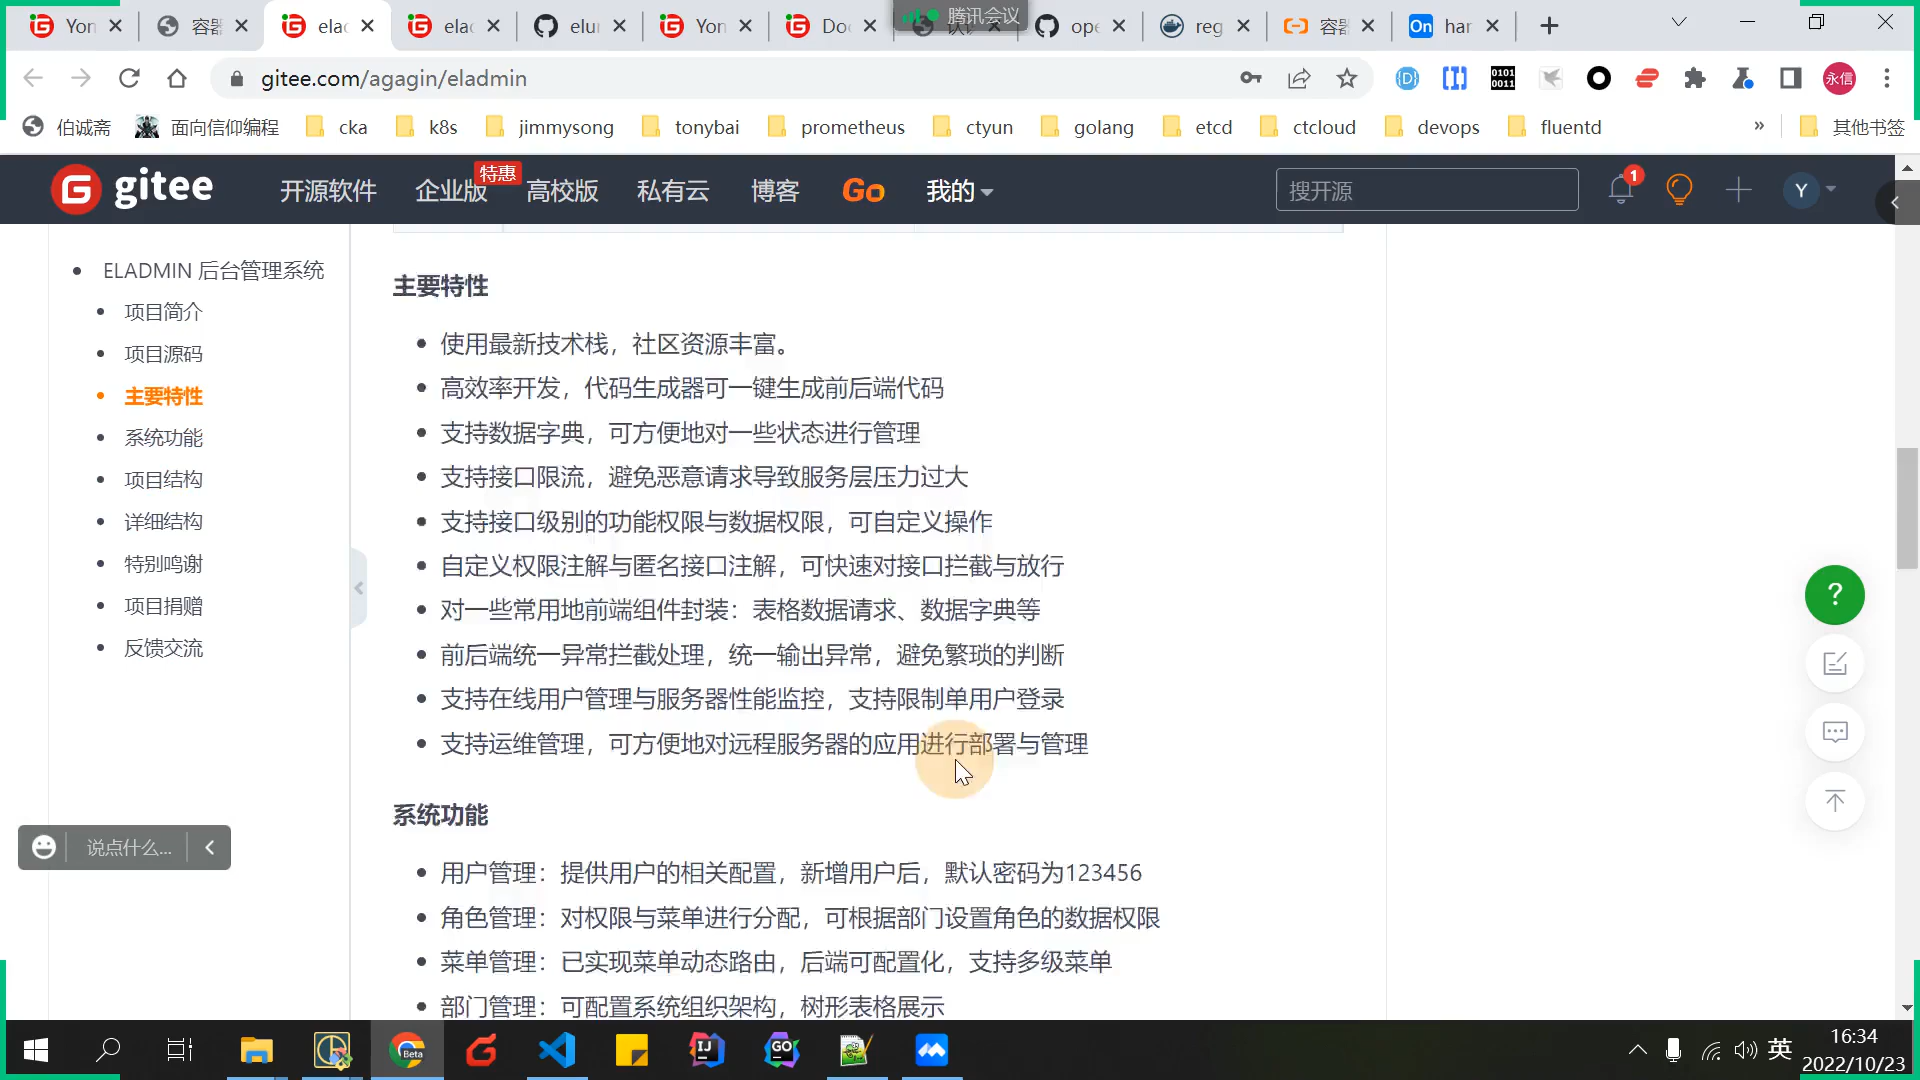 Yon
容器
elac
elac
elur
Yon
Doc
认识
ope
reg
容器
On
har
腾讯会议
gitee.com/agagin/eladmin
永信
伯诚斋
面向信仰编程
cka
k8s
jimmysong
tonybai
prometheus
ctyun
golang
etcd
ctcloud
devops
fluentd
»
其他书签
gitee
开源软件
企业版
特惠
高校版
私有云
博客
Go
我的
搜开源
1
Y
ELADMIN 后台管理系统
项目简介
项目源码
主要特性
系统功能
项目结构
详细结构
特别鸣谢
项目捐赠
反馈交流
主要特性
使用最新技术栈，社区资源丰富。
高效率开发，代码生成器可一键生成前后端代码
支持数据字典，可方便地对一些状态进行管理
支持接口限流，避免恶意请求导致服务层压力过大
支持接口级别的功能权限与数据权限，可自定义操作
自定义权限注解与匿名接口注解，可快速对接口拦截与放行
对一些常用地前端组件封装：表格数据请求、数据字典等
前后端统一异常拦截处理，统一输出异常，避免繁琐的判断
支持在线用户管理与服务器性能监控，支持限制单用户登录
支持运维管理，可方便地对远程服务器的应用进行部署与管理
系统功能
用户管理：提供用户的相关配置，新增用户后，默认密码为123456
角色管理：对权限与菜单进行分配，可根据部门设置角色的数据权限
菜单管理：已实现菜单动态路由，后端可配置化，支持多级菜单
部门管理：可配置系统组织架构，树形表格展示
?
说点什么...
Beta
IJ
GO
英
16:34
2022/10/23